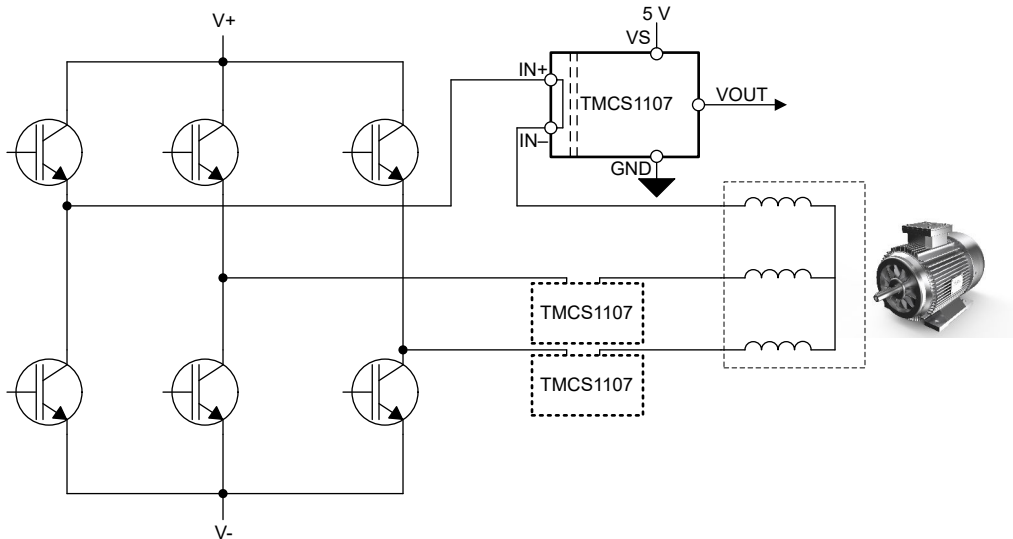 V+
5 V
VS
IN+
TMCS1107
VOUT
IN–
GND
TMCS1107
TMCS1107
V-